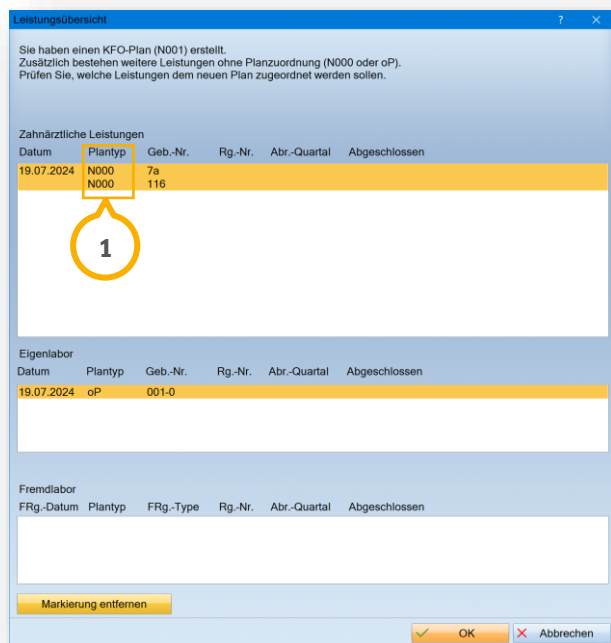 Leistungsübersicht ? ×
Sie haben einen KFO-Plan (N001) erstellt.
Zusätzlich bestehen weitere Leistungen ohne Planzuordnung (N000 oder oP).
Prüfen Sie, welche Leistungen dem neuen Plan zugeordnet werden sollen.
Zahnärztliche Leistungen
Datum Plantyp Geb.-Nr. Rg.-Nr. Abr.-Quartal Abgeschlossen
19.07.2024 N000 7a
N000 116
1
Eigenlabor
Datum Plantyp Geb.-Nr. Rg.-Nr. Abr.-Quartal Abgeschlossen
19.07.2024 oP 001-0
Fremdlabor
FRg.-Datum Plantyp FRg.-Type Rg.-Nr. Abr.-Quartal Abgeschlossen
Markierung entfernen
OK Abbrechen